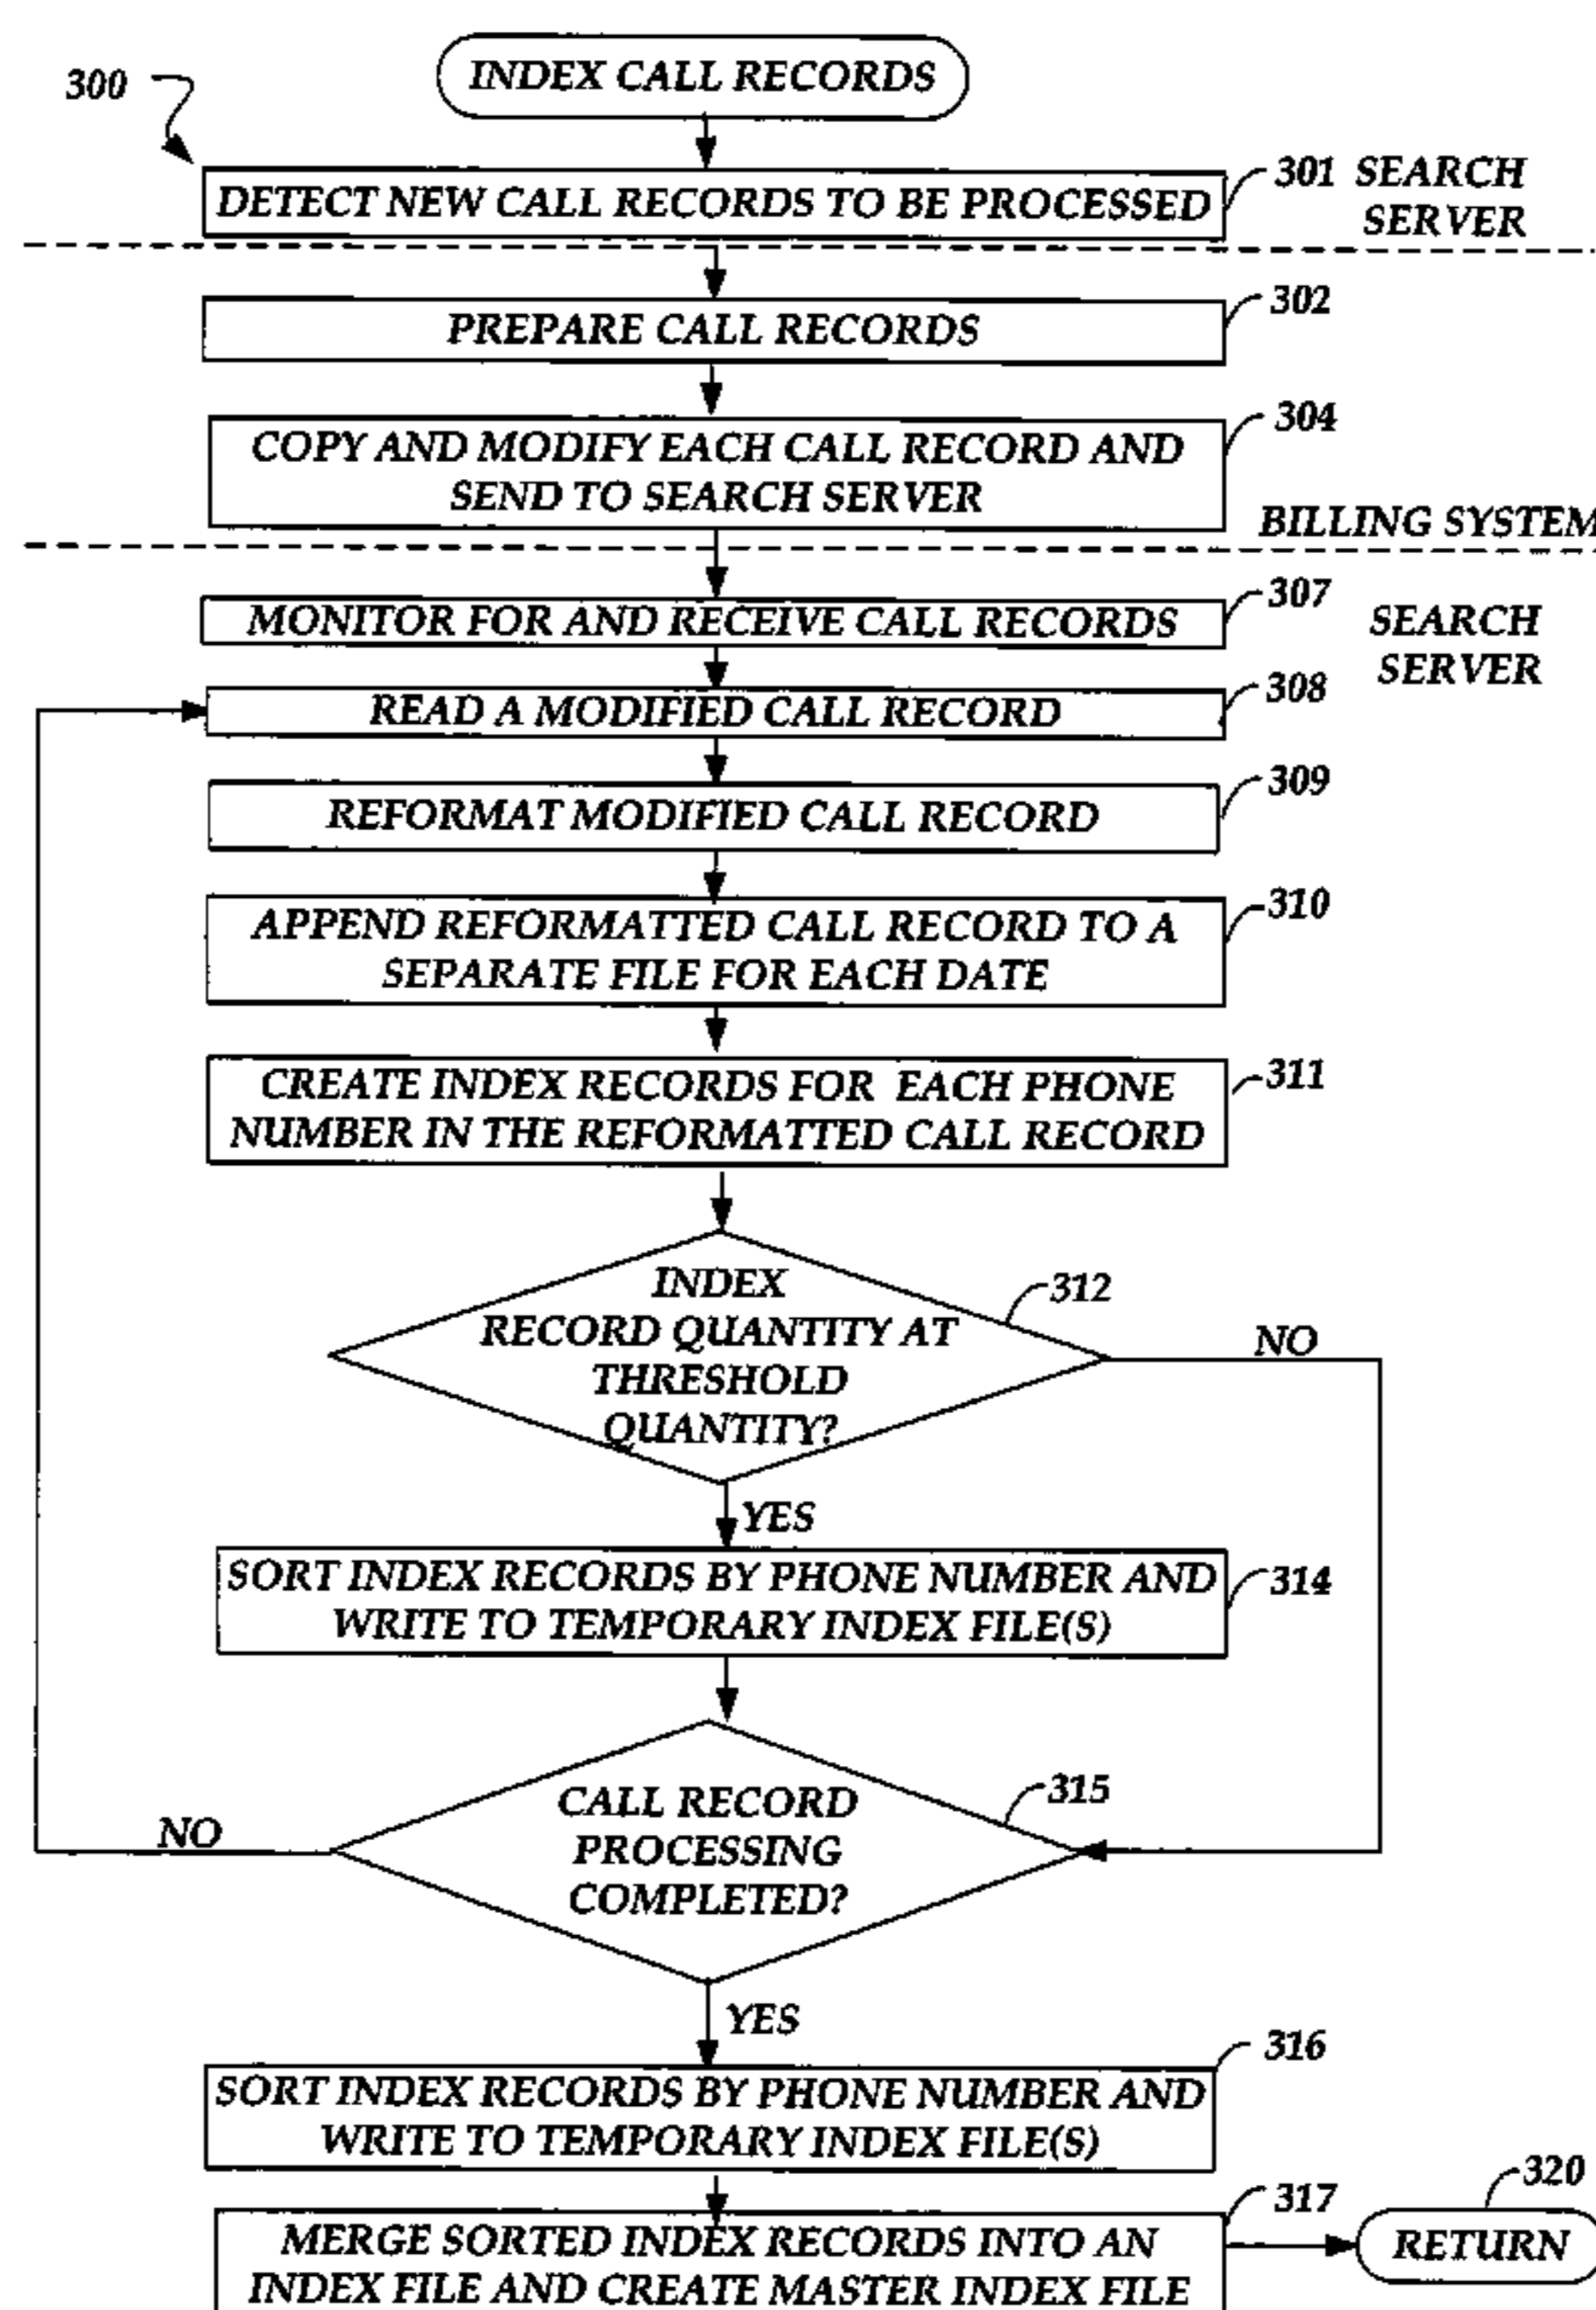 INDEX CALL RECORDS
300
DETECT NEW CALL RECORDS TO BE PROCESSED
301 SEARCH
SERVER
302
PREPARE CALL RECORDS
304
COPY AND MODIFY EACH CALL RECORD AND
SEND TO SEARCH SERVER
BILLING SYSTEM
307
MONITOR FOR AND RECEIVE CALL RECORDS
SEARCH
SERVER
308
READ A MODIFIED CALL RECORD
309
REFORMAT MODIFIED CALL RECORD
310
APPEND REFORMATTED CALL RECORD TO A
SEPARATE FILE FOR EACH DATE
311
CREATE INDEX RECORDS FOR EACH PHONE
NUMBER IN THE REFORMATTED CALL RECORD
312
INDEX
RECORD QUANTITY AT
THRESHOLD
QUANTITY?
NO
YES
SORT INDEX RECORDS BY PHONE NUMBER AND
WRITE TO TEMPORARY INDEX FILE(S)
314
315
CALL RECORD
PROCESSING
COMPLETED?
NO
YES
316
SORT INDEX RECORDS BY PHONE NUMBER AND
WRITE TO TEMPORARY INDEX FILE(S)
317
MERGE SORTED INDEX RECORDS INTO AN
INDEX FILE AND CREATE MASTER INDEX FILE
320
RETURN